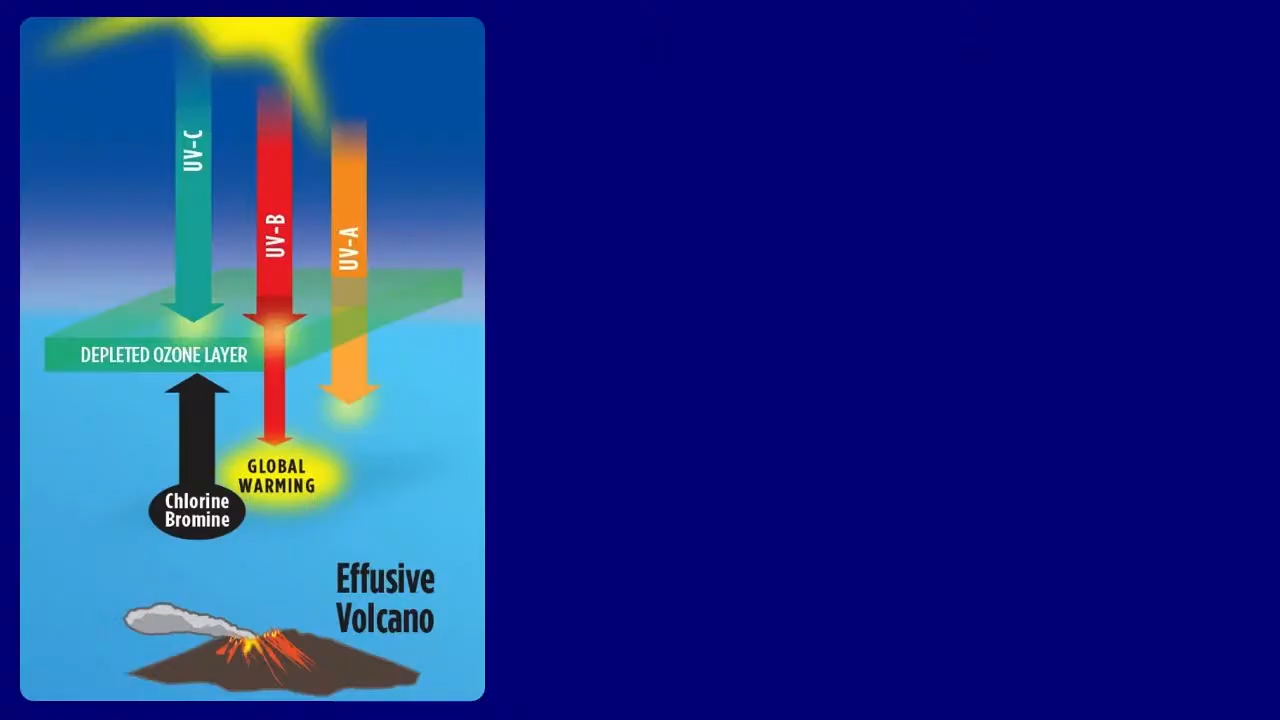 UV-C
UV-B
UV-A
DEPLETED OZONE LAYER
GLOBAL
WARMING
Chlorine
Bromine
Effusive
Volcano